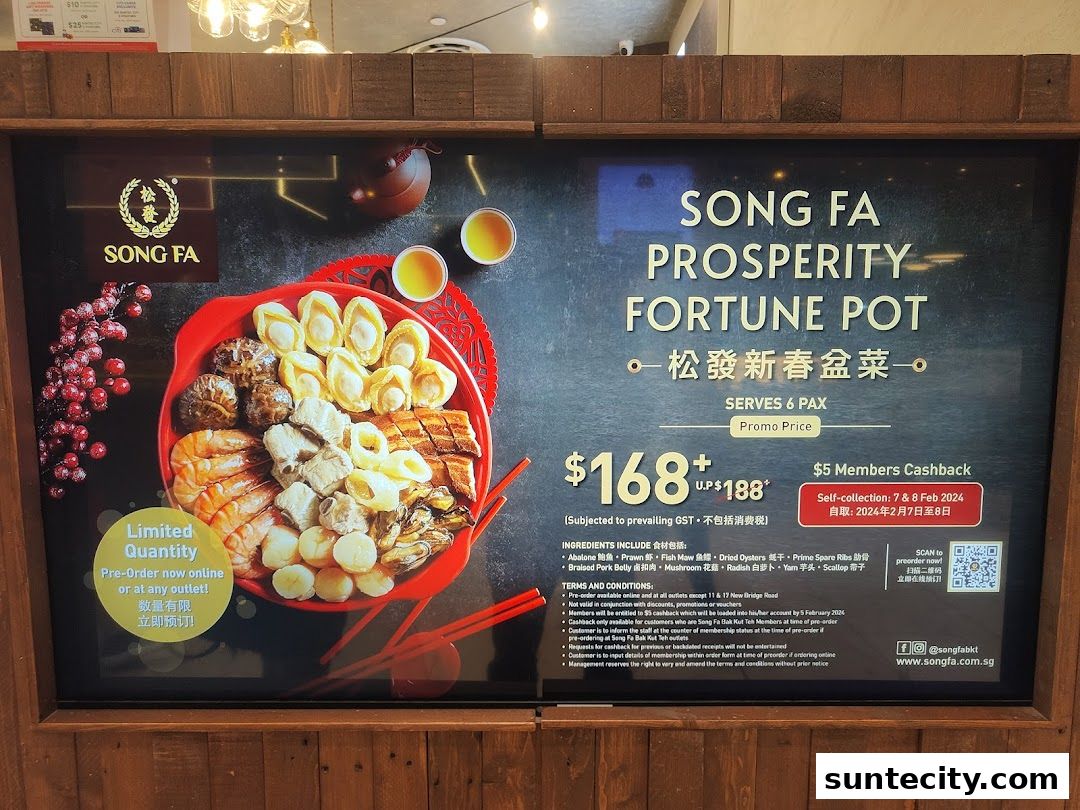 $10
$25
松發
®
SONG FA
SONG FA
PROSPERITY
FORTUNE POT
松發新春盆菜
SERVES 6 PAX
Promo Price
$168+ U.P $188+
(Subjected to prevailing GST • 不包括消费税)
$5 Members Cashback
Self-collection: 7 & 8 Feb 2024
自取: 2024年2月7日至8日
Limited
Quantity
Pre-Order now online
or at any outlet!
数量有限
立即预订!
INGREDIENTS INCLUDE 食材包括:
• Abalone 鲍鱼 • Prawn 虾 • Fish Maw 鱼鳔 • Dried Oysters 蚝干 • Prime Spare Ribs 肋骨
• Braised Pork Belly 卤扣肉 • Mushroom 花菇 • Radish 白萝卜 • Yam 芋头 • Scallop 带子
SCAN to
preorder now!
扫描二维码
立即在线预订!
TERMS AND CONDITIONS:
• Pre-order available online and at all outlets except 11 & 17 New Bridge Road
• Not valid in conjunction with discounts, promotions or vouchers
• Members will be entitled to $5 cashback which will be loaded into his/her account by 5 February 2024
• Cashback only available for customers who are Song Fa Bak Kut Teh Members at time of pre-order
• Customer is to inform the staff at the counter of membership status at the time of pre-order if
pre-ordering at Song Fa Bak Kut Teh outlets
• Requests for cashback for previous or backdated receipts will not be entertained
• Customer is to input details of membership within order form at time of preorder if ordering online
• Management reserves the right to vary and amend the terms and conditions without prior notice
@songfabkt
www.songfa.com.sg
suntecity.com